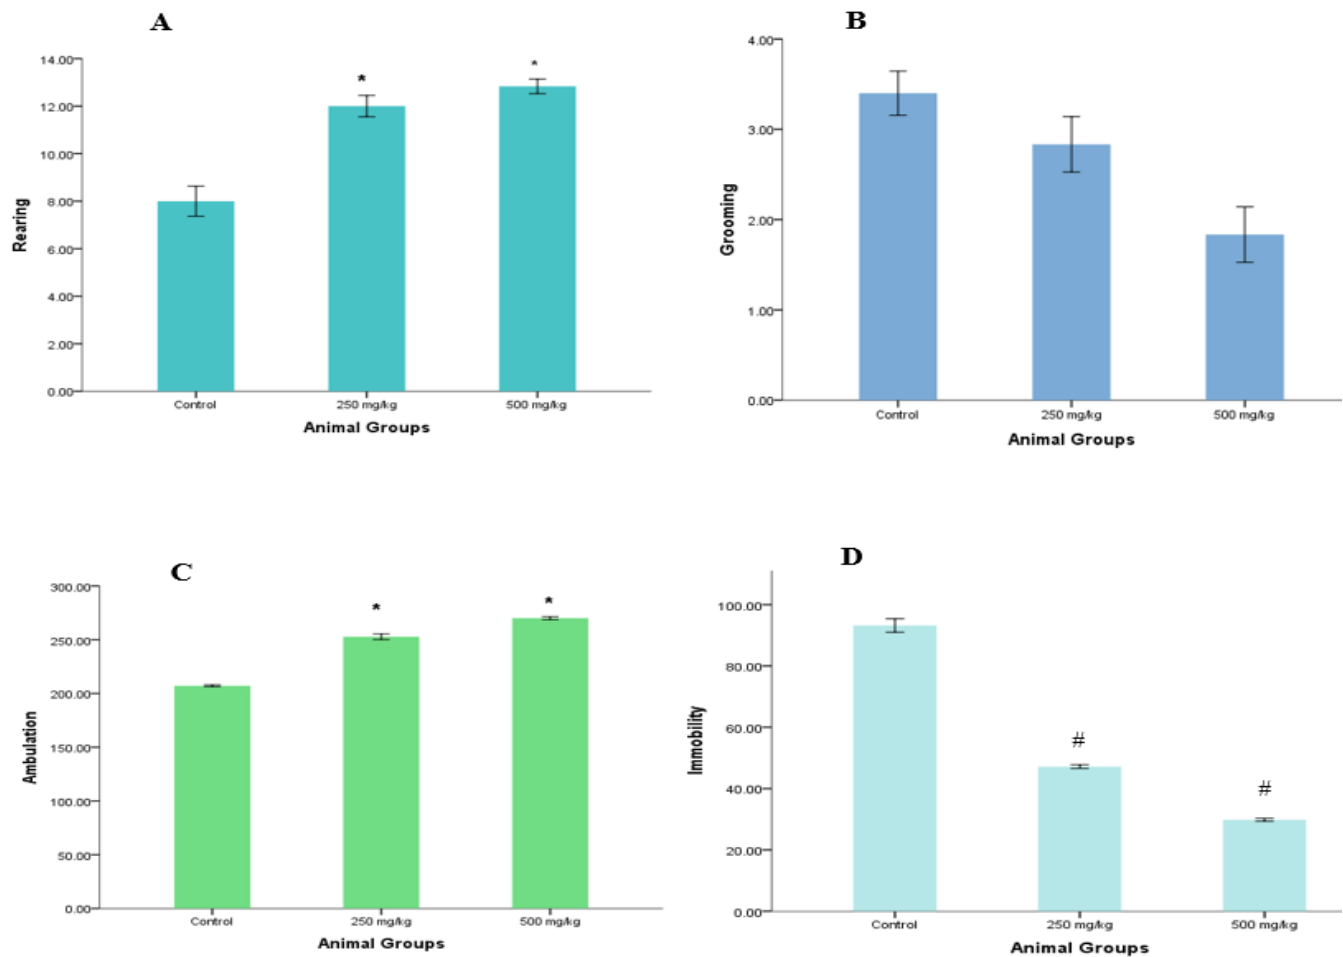 A
14.00
12.00
10.00
8.00
6.00
4.00
2.00
0.00
Rearing
*
*
Control
250 mg/kg
500 mg/kg
Animal Groups
B
4.00
3.00
2.00
1.00
0.00
Grooming
Control
250 mg/kg
500 mg/kg
Animal Groups
C
300.00
250.00
200.00
150.00
100.00
50.00
0.00
Ambulation
*
*
Control
250 mg/kg
500 mg/kg
Animal Groups
D
100.00
80.00
60.00
40.00
20.00
0.00
Immobility
#
#
Control
250 mg/kg
500 mg/kg
Animal Groups